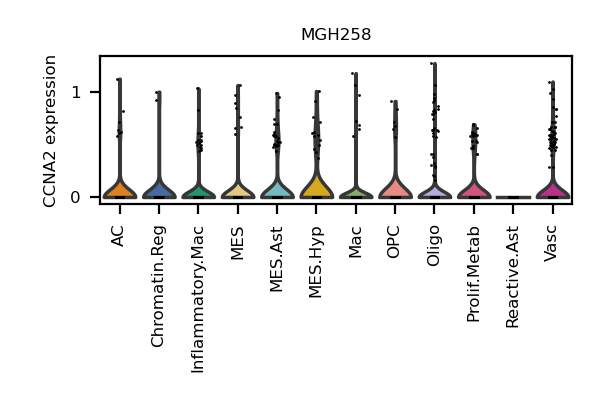 MGH258
CCNA2 expression
1
0
AC
Chromatin.Reg
Inflammatory.Mac
MES
MES.Ast
MES.Hyp
Mac
OPC
Oligo
Prolif.Metab
Reactive.Ast
Vasc